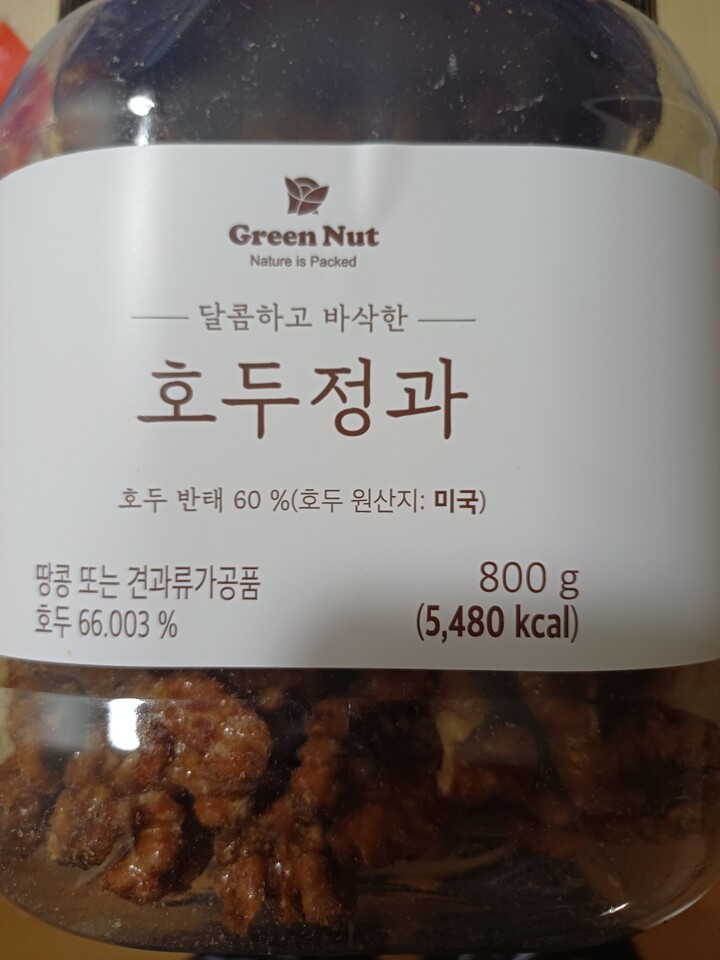 Green Nut
Nature is Packed
달콤하고 바삭한
호두정과
호두 반태 60 %(호두 원산지: 미국)
땅콩 또는 견과류가공품
호두 66.003 %
800 g
(5,480 kcal)